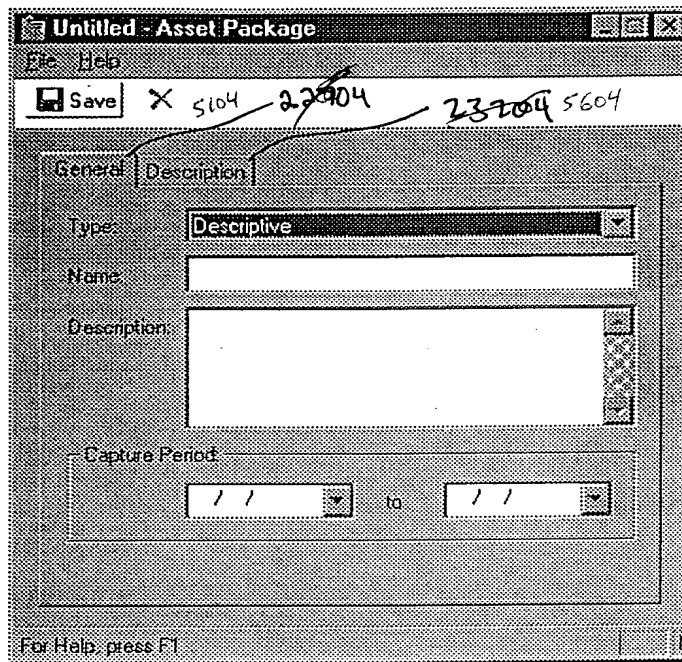 Untitled - Asset Package
File Help
Save 5104 22904 23204 5604
General Description
Type: Descriptive
Name:
Description:
Capture Period:
/ / to / /
For Help, press F1